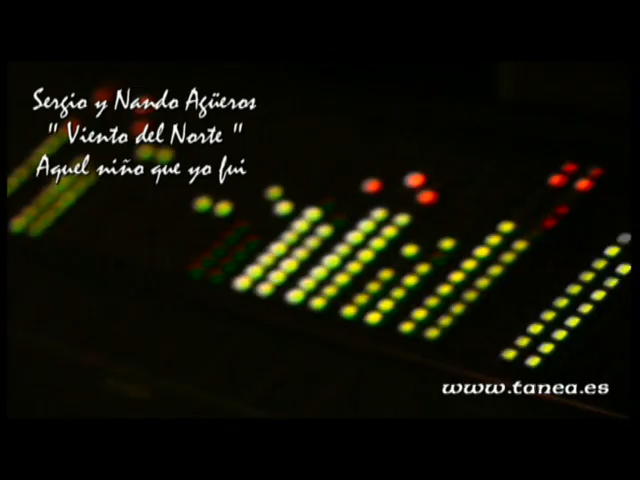 Sergio y Nando Agüeros
" Viento del Norte "
Aquel niño que yo fui
www.tanea.es